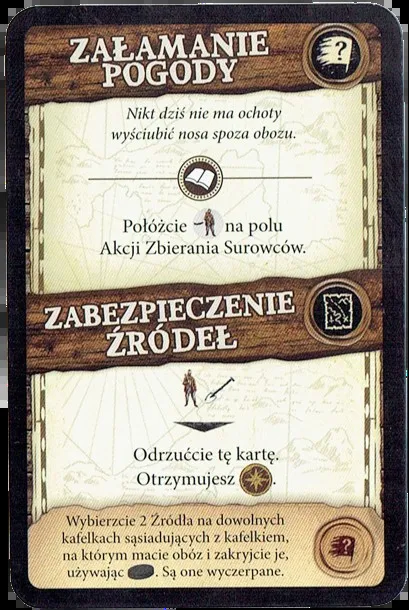 ZAŁAMANIE
POGODY
?
Nikt dziś nie ma ochoty
wyściubić nosa spoza obozu.
Połóżcie na polu
Akcji Zbierania Surowców.
ZABEZPIECZENIE
ŹRÓDEŁ
Odrzućcie tę kartę.
Otrzymujesz .
Wybierzcie 2 Źródła na dowolnych
kafelkach sąsiadujących z kafelkiem,
na którym macie obóz i zakryjcie je,
używając . Są one wyczerpane.
?